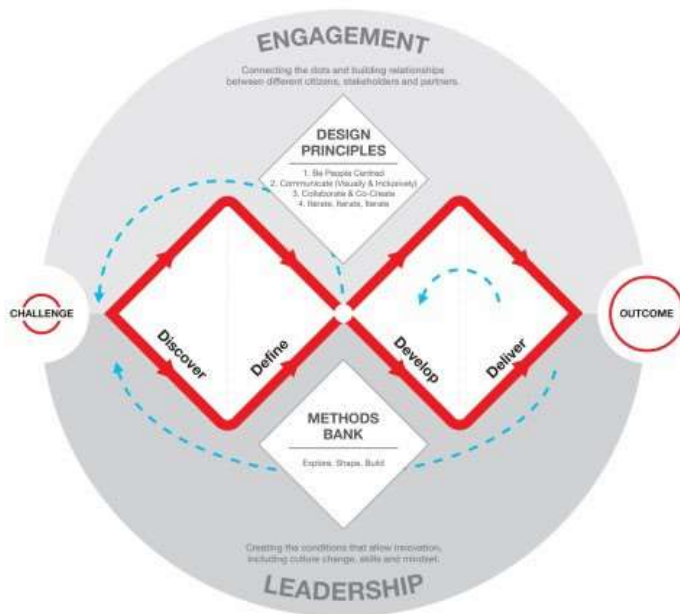 ENGAGEMENT
Connecting the dots and building relationships
between different citizens, stakeholders and partners.
DESIGN
PRINCIPLES
1. Be People Centred
2. Communicate (Visually & Inclusively)
3. Collaborate & Co-Create
4. Iterate, Iterate, Iterate
CHALLENGE
Discover
Define
Develop
Deliver
OUTCOME
METHODS
BANK
Explore, Shape, Build
Creating the conditions that allow innovation,
including culture change, skills and mindset.
LEADERSHIP